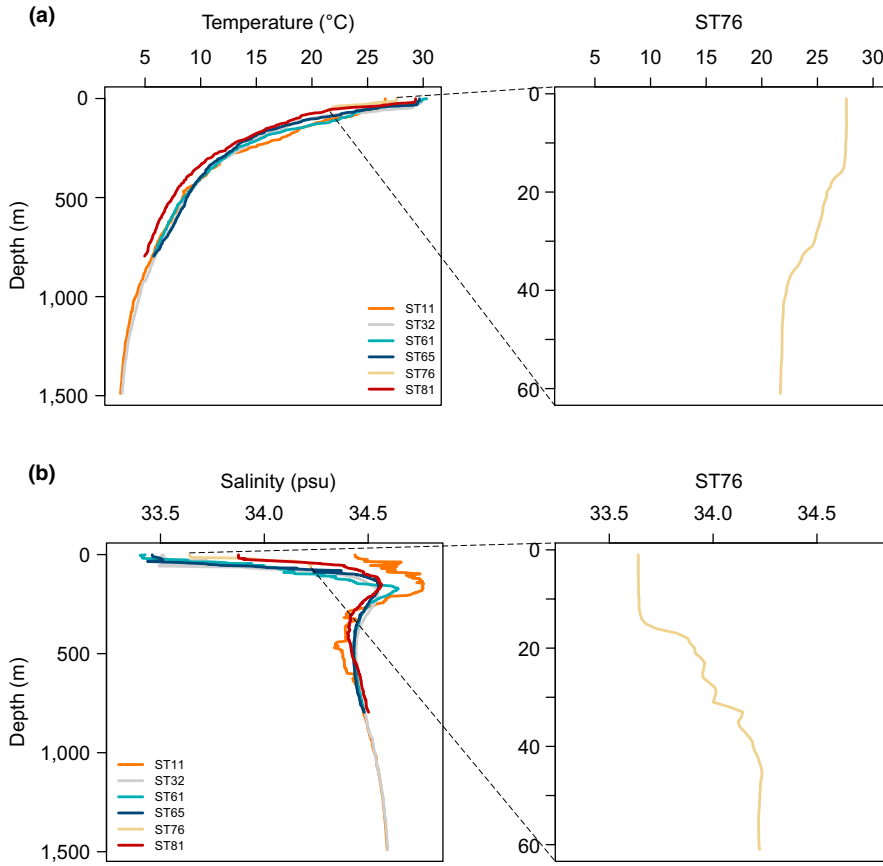 (a)
Temperature (°C)
5 10 15 20 25 30
Depth (m)
0
500
1,000
1,500
ST11
ST32
ST61
ST65
ST76
ST81
ST76
5 10 15 20 25 30
0
20
40
60
(b)
Salinity (psu)
33.5 34.0 34.5
Depth (m)
0
500
1,000
1,500
ST11
ST32
ST61
ST65
ST76
ST81
ST76
33.5 34.0 34.5
0
20
40
60